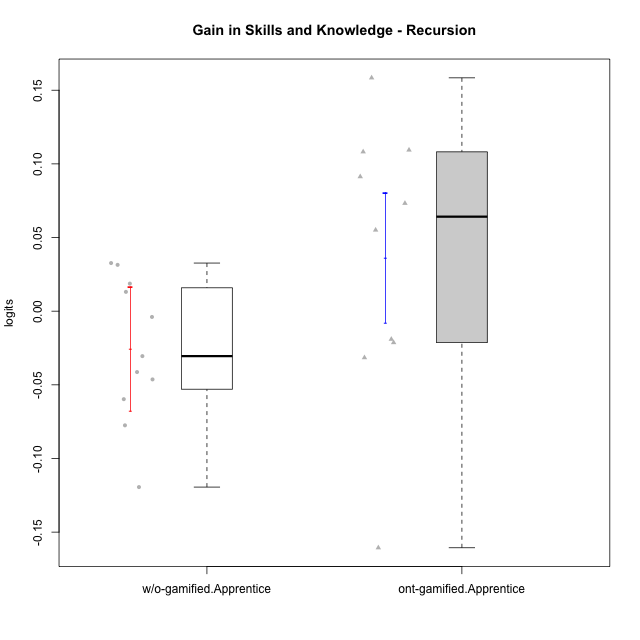 Gain in Skills and Knowledge - Recursion
logits
0.15
0.10
0.05
0.00
-0.05
-0.10
-0.15
w/o-gamified.Apprentice
ont-gamified.Apprentice